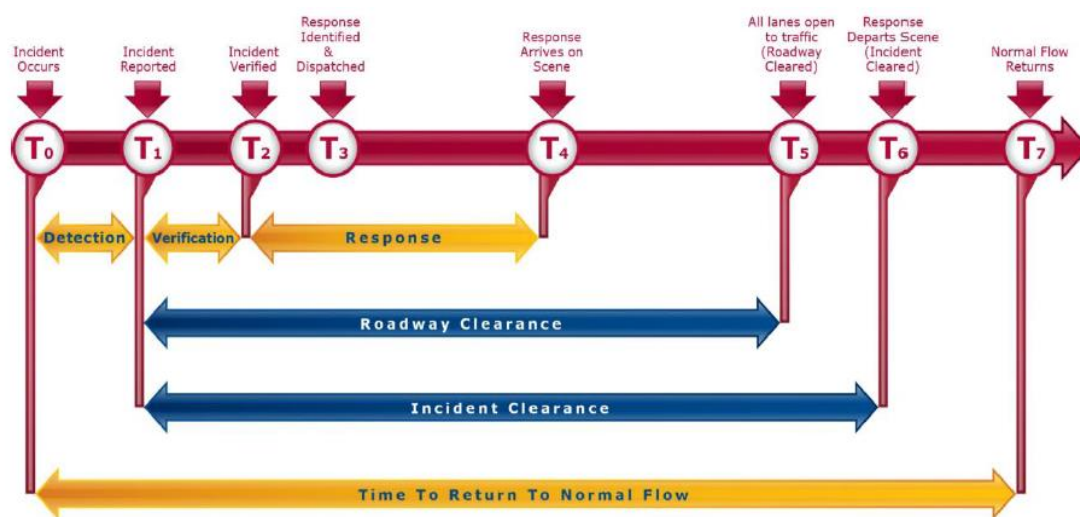 Incident
Occurs
Incident
Reported
Incident
Verified
Response
Identified
&
Dispatched
Response
Arrives on
Scene
All lanes open
to traffic
(Roadway
Cleared)
Response
Departs Scene
(Incident
Cleared)
Normal Flow
Returns
T0
T1
T2
T3
T4
T5
T6
T7
Detection
Verification
Response
Roadway Clearance
Incident Clearance
Time To Return To Normal Flow